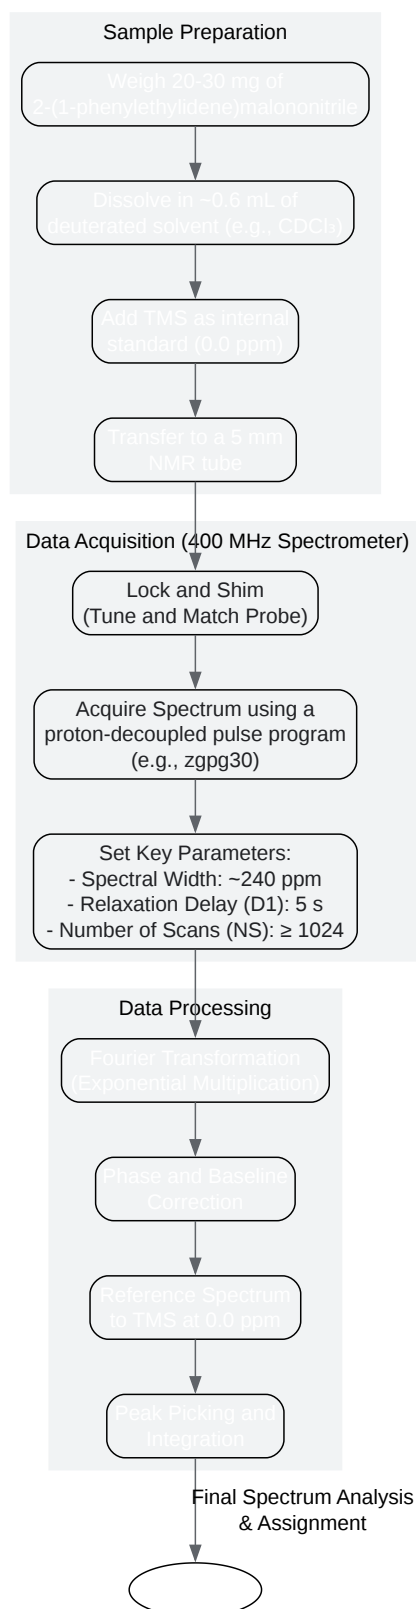 Sample Preparation
Weigh 20-30 mg of
2-(1-phenylethylidene)malononitrile
Dissolve in ~0.6 mL of
deuterated solvent (e.g., CDCl₃)
Add TMS as internal
standard (0.0 ppm)
Transfer to a 5 mm
NMR tube
Data Acquisition (400 MHz Spectrometer)
Lock and Shim
(Tune and Match Probe)
Acquire Spectrum using a
proton-decoupled pulse program
(e.g., zgpg30)
Set Key Parameters:
- Spectral Width: ~240 ppm
- Relaxation Delay (D1): 5 s
- Number of Scans (NS): ≥ 1024
Data Processing
Fourier Transformation
(Exponential Multiplication)
Phase and Baseline
Correction
Reference Spectrum
to TMS at 0.0 ppm
Peak Picking and
Integration
Final Spectrum Analysis
& Assignment